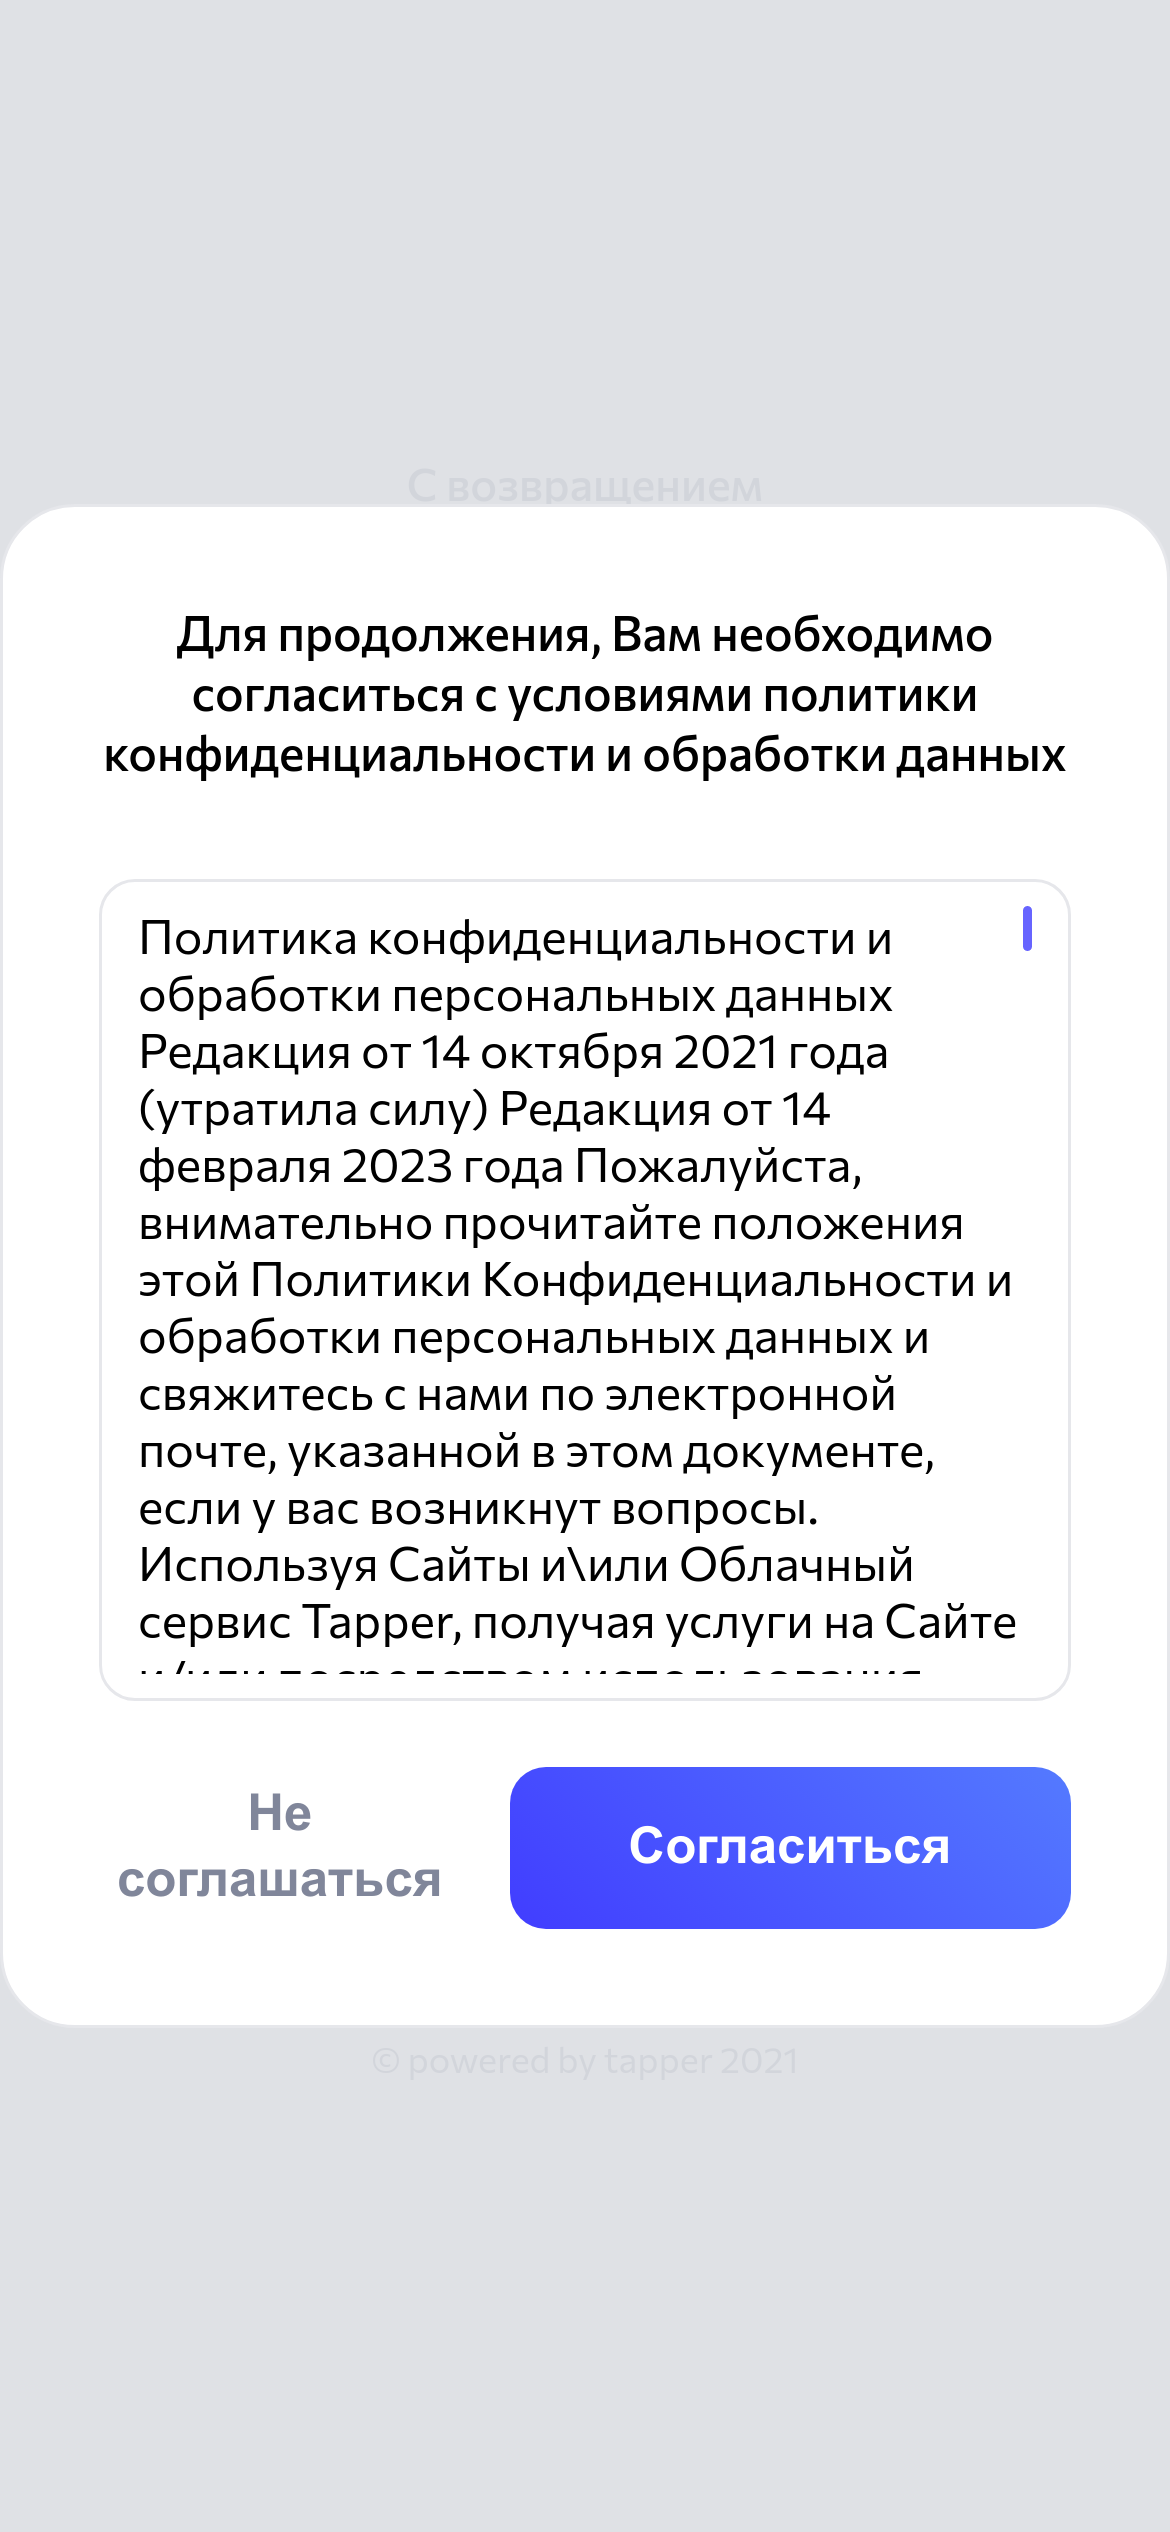 С возвращением
Для продолжения, Вам необходимо
согласиться с условиями политики
конфиденциальности и обработки данных
Политика конфиденциальности и
обработки персональных данных
Редакция от 14 октября 2021 года
(утратила силу) Редакция от 14
февраля 2023 года Пожалуйста,
внимательно прочитайте положения
этой Политики Конфиденциальности и
обработки персональных данных и
свяжитесь с нами по электронной
почте, указанной в этом документе,
если у вас возникнут вопросы.
Используя Сайты и\или Облачный
сервис Tapper, получая услуги на Сайте
и/или посредством использования
Не
соглашаться
Согласиться
© powered by tapper 2021